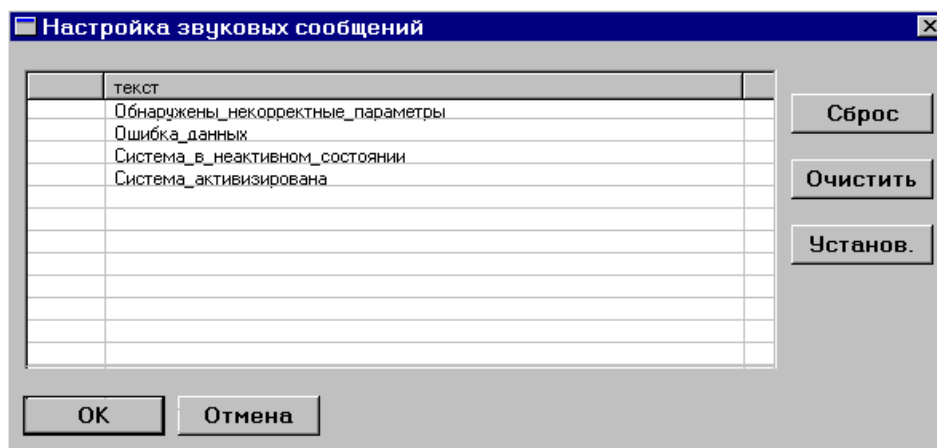 Настройка звуковых сообщений
текст
Обнаружены_некорректные_параметры
Ошибка_данных
Система_в_неактивном_состоянии
Система_активизирована
Сброс
Очистить
Установ.
OK
Отмена